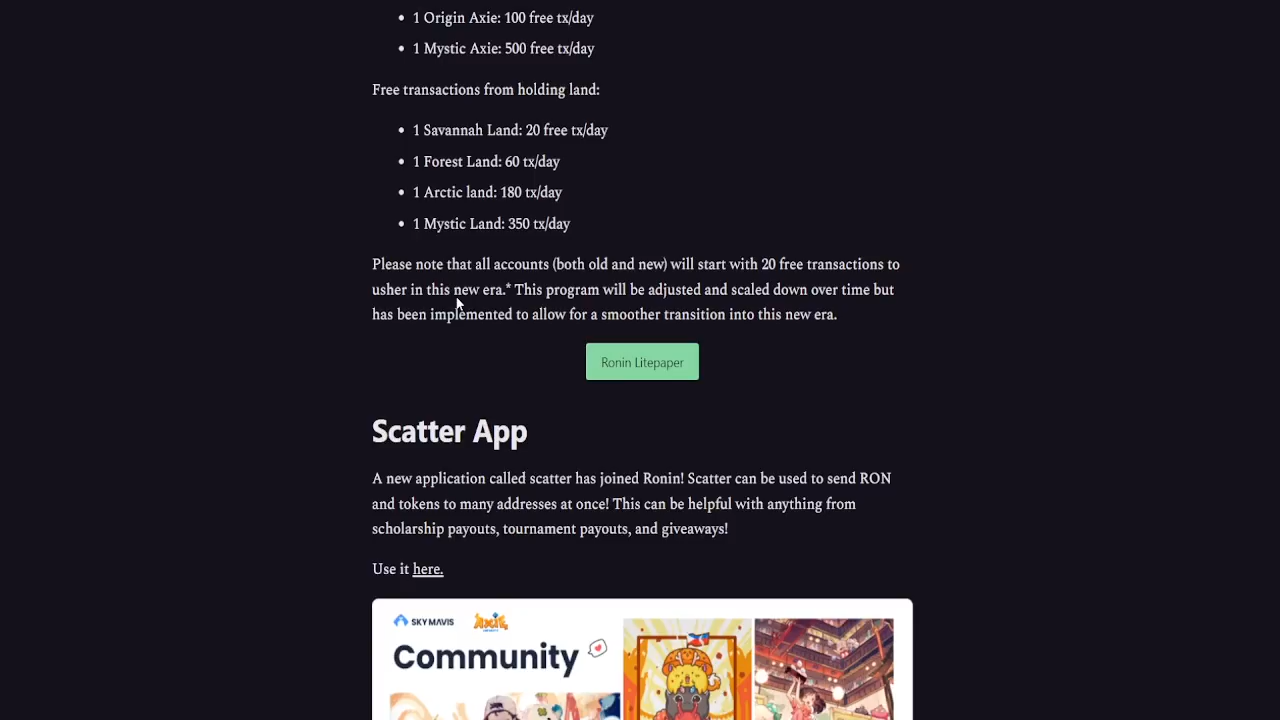 1 Origin Axie: 100 free tx/day
1 Mystic Axie: 500 free tx/day
Free transactions from holding land:
1 Savannah Land: 20 free tx/day
1 Forest Land: 60 tx/day
1 Arctic land: 180 tx/day
1 Mystic Land: 350 tx/day
Please note that all accounts (both old and new) will start with 20 free transactions to
usher in this new era.* This program will be adjusted and scaled down over time but
has been implemented to allow for a smoother transition into this new era.
Ronin Litepaper
Scatter App
A new application called scatter has joined Ronin! Scatter can be used to send RON
and tokens to many addresses at once! This can be helpful with anything from
scholarship payouts, tournament payouts, and giveaways!
Use it here.
SKY MAVIS
AXIE
Community